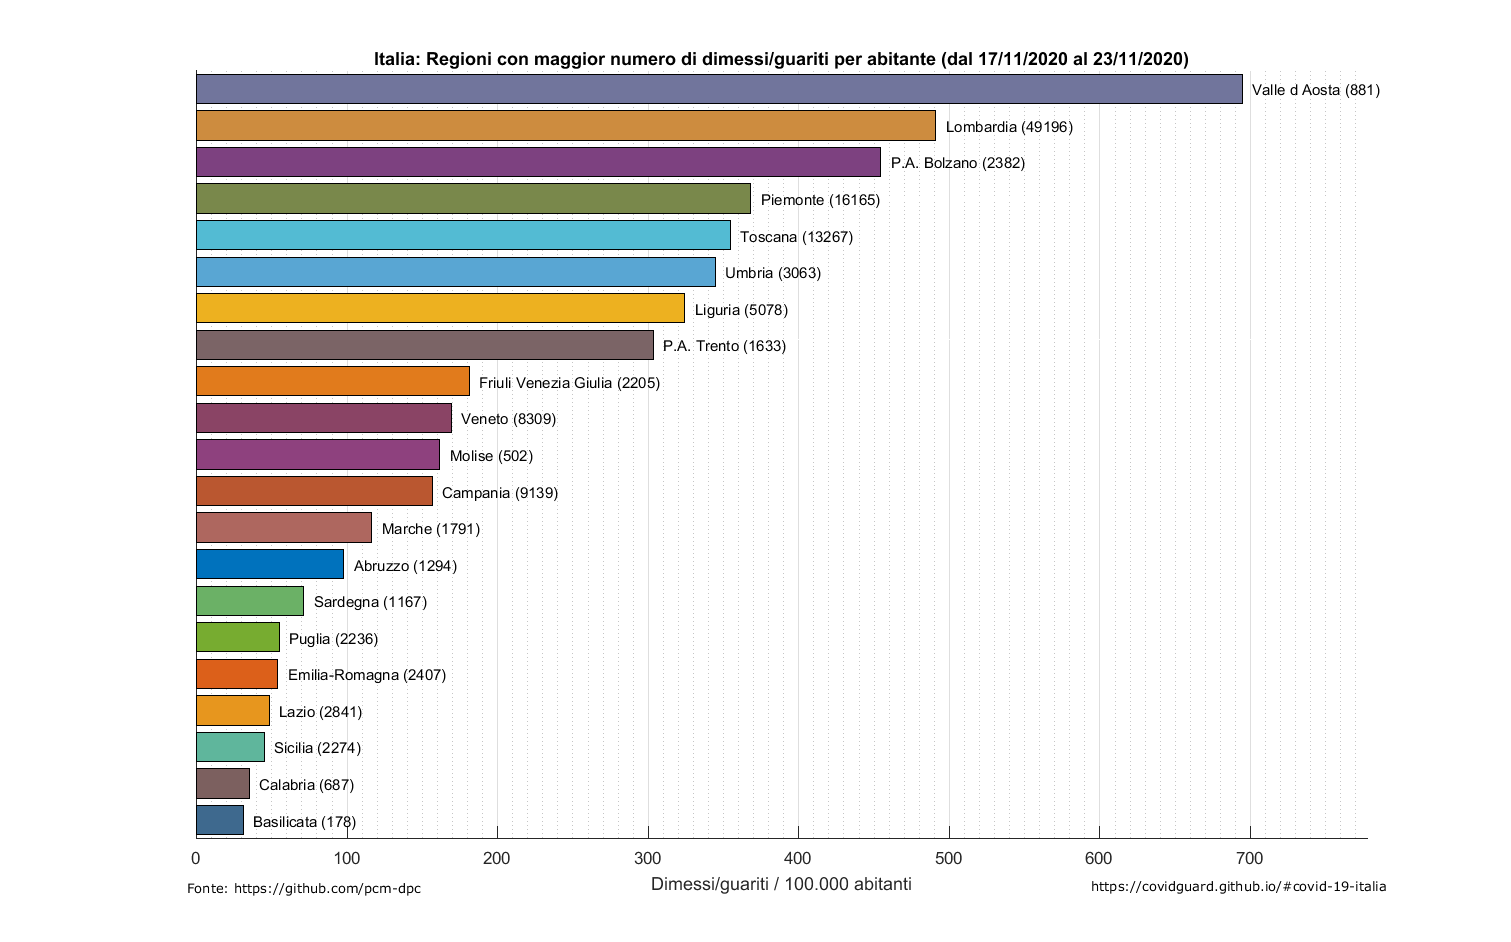 Italia: Regioni con maggior numero di dimessi/guariti per abitante (dal 17/11/2020 al 23/11/2020)
Valle d Aosta (881)
Lombardia (49196)
P.A. Bolzano (2382)
Piemonte (16165)
Toscana (13267)
Umbria (3063)
Liguria (5078)
P.A. Trento (1633)
Friuli Venezia Giulia (2205)
Veneto (8309)
Molise (502)
Campania (9139)
Marche (1791)
Abruzzo (1294)
Sardegna (1167)
Puglia (2236)
Emilia-Romagna (2407)
Lazio (2841)
Sicilia (2274)
Calabria (687)
Basilicata (178)
0 100 200 300 400 500 600 700
Dimessi/guariti / 100.000 abitanti
Fonte: https://github.com/pcm-dpc
https://covidguard.github.io/#covid-19-italia